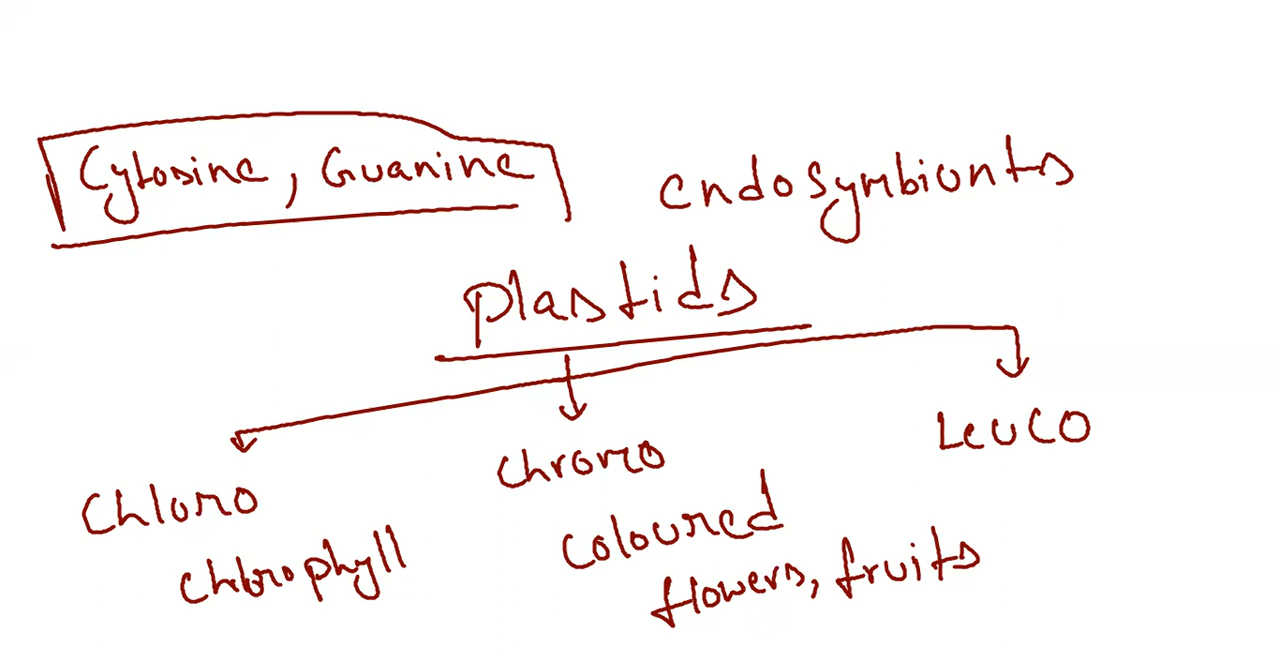 Cytosine, Guanine
endosymbionts
plastids
Chloro
Chromo
Leuco
Chlorophyll
Coloured
flowers, fruits